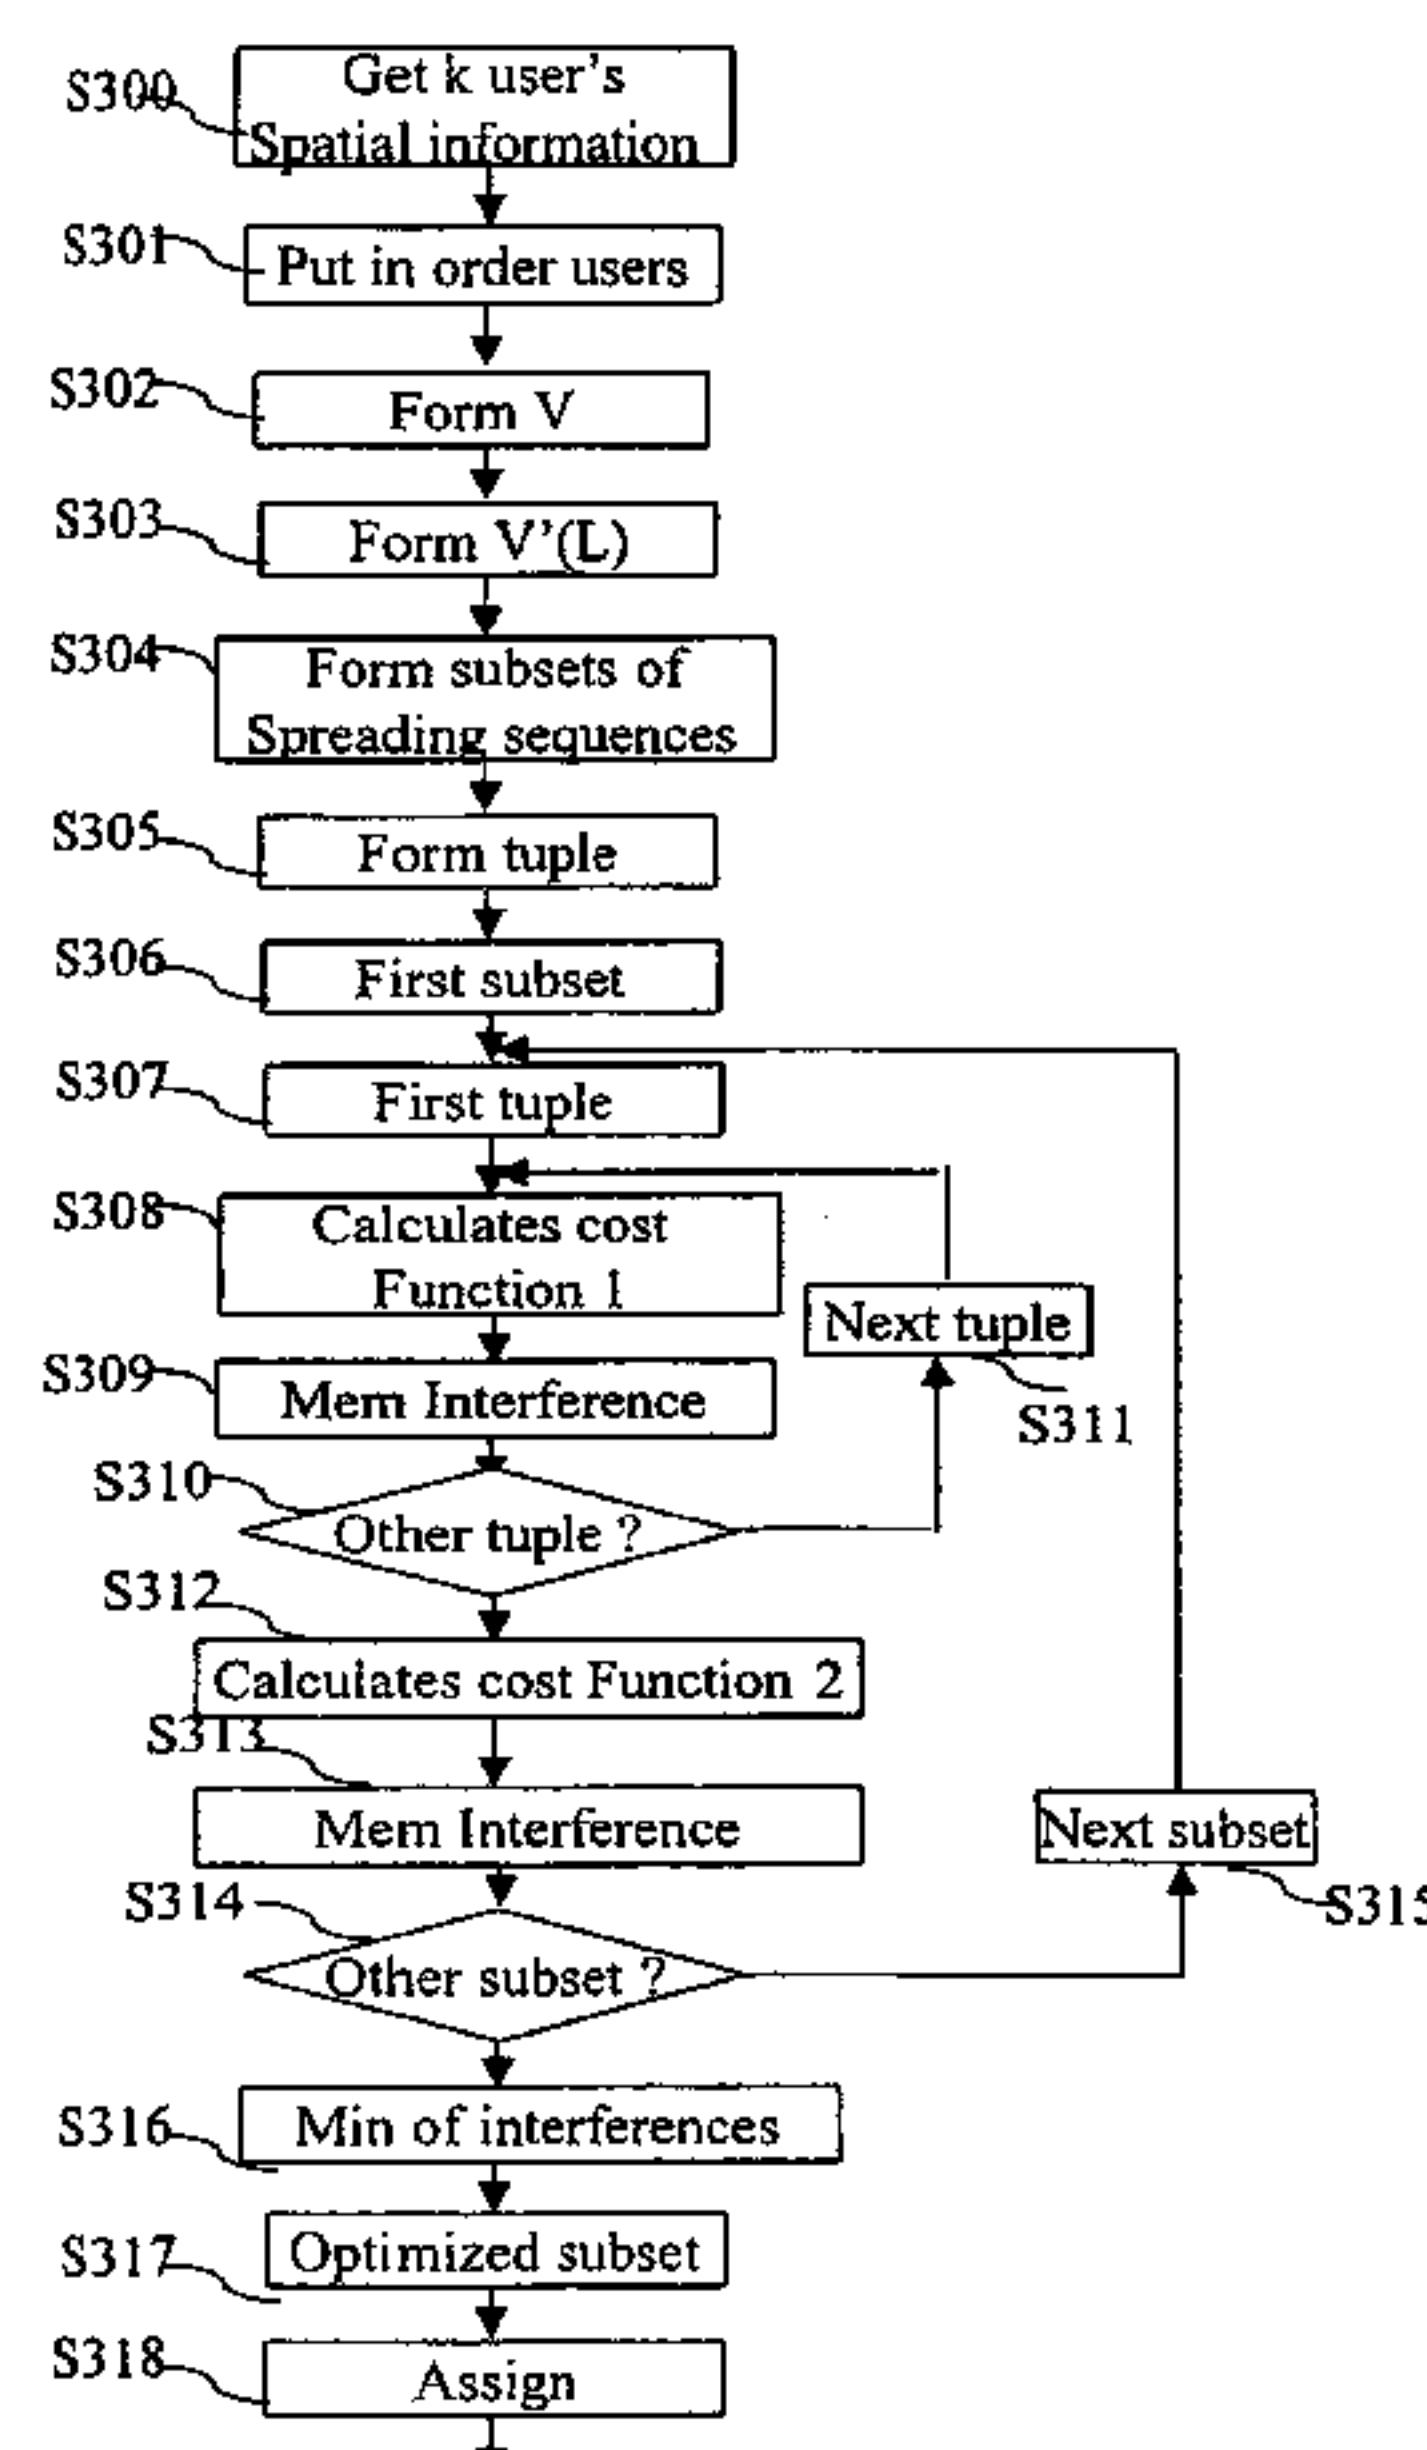 S300
Get k user's
Spatial information
S301
Put in order users
S302
Form V
S303
Form V'(L)
S304
Form subsets of
Spreading sequences
S305
Form tuple
S306
First subset
S307
First tuple
S308
Calculates cost
Function 1
Next tuple
S309
Mem Interference
S311
S310
Other tuple ?
S312
Calculates cost Function 2
S313
Mem Interference
Next subset
S314
S315
Other subset ?
S316
Min of interferences
S317
Optimized subset
S318
Assign